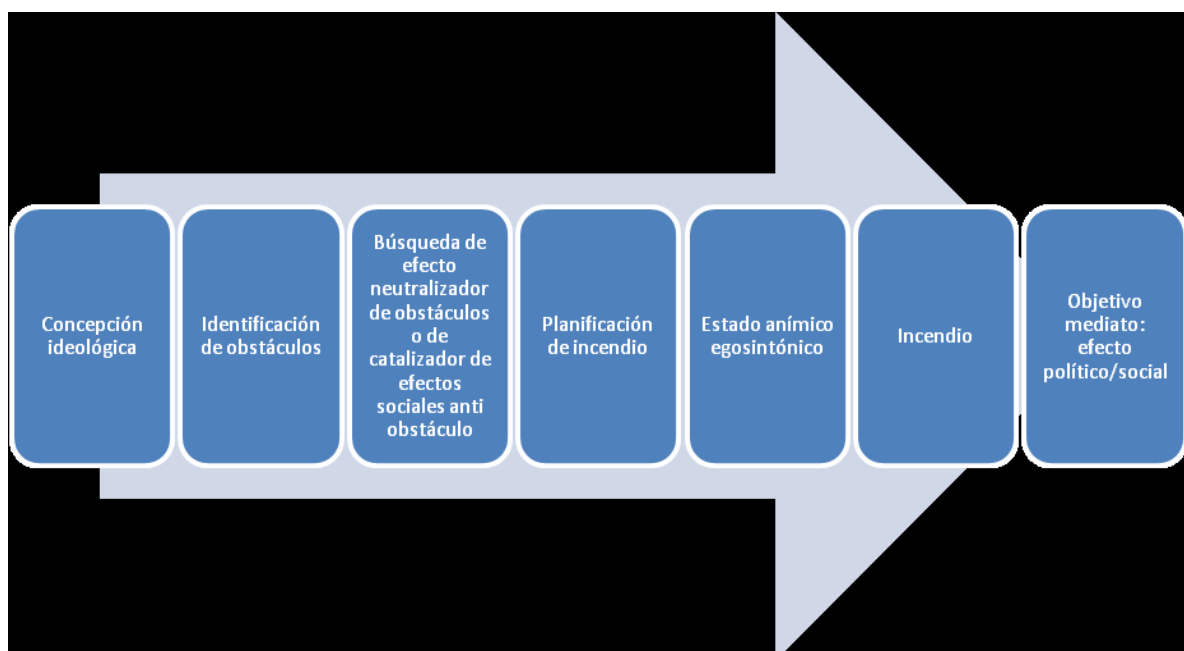 Concepción
ideológica
Identificación
de obstáculos
Búsqueda de
efecto
neutralizador
de obstáculos
o de
catalizador de
efectos
sociales anti
obstáculo
Planificación
de incendio
Estado anímico
egosintónico
Incendio
Objetivo
mediato:
efecto
político/social